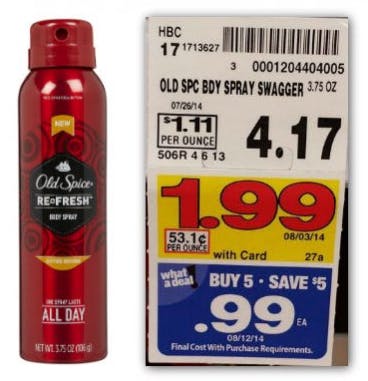 NEW
Old Spice
RE FRESH
BODY SPRAY
ONE SPRAY LASTS
ALL DAY
NET WT. 3.75 OZ (106 g)
HBC
17 1713627
3 0001204404005
OLD SPC BDY SPRAY SWAGGER 3.75 OZ
07/26/14
$1.11
PER OUNCE
4.17
506R 4 6 13
1.99
53.1¢
PER OUNCE
08/03/14
with Card 27a
what a deal!
BUY 5 · SAVE $5
.99 EA
08/12/14
Final Cost With Purchase Requirements.